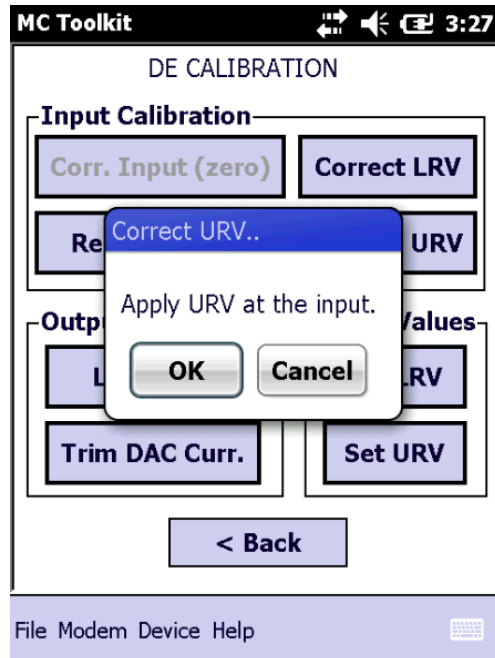 MC Toolkit 3:27
DE CALIBRATION
Input Calibration
Corr. Input (zero) Correct LRV
Re URV
Correct URV..
Apply URV at the input.
OK Cancel
Outp Values
L RV
Trim DAC Curr. Set URV
< Back
File Modem Device Help